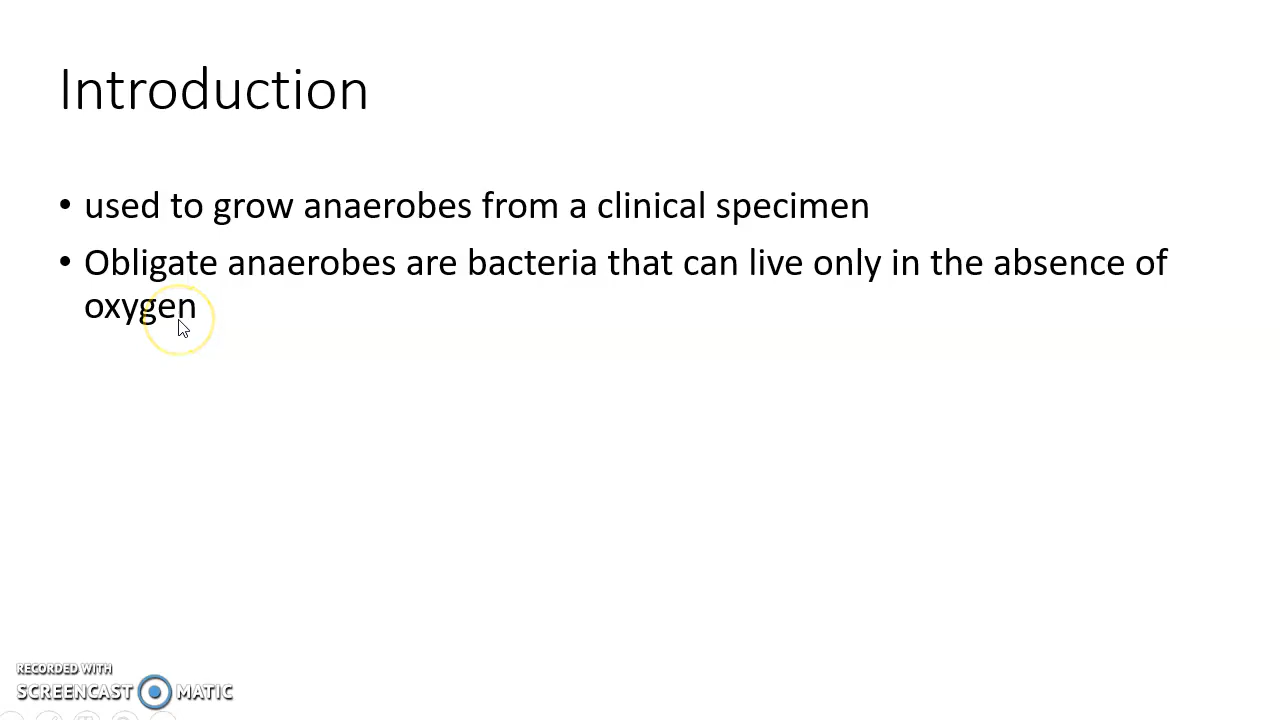 Introduction
• used to grow anaerobes from a clinical specimen
• Obligate anaerobes are bacteria that can live only in the absence of
oxygen
RECORDED WITH
SCREENCAST MATIC